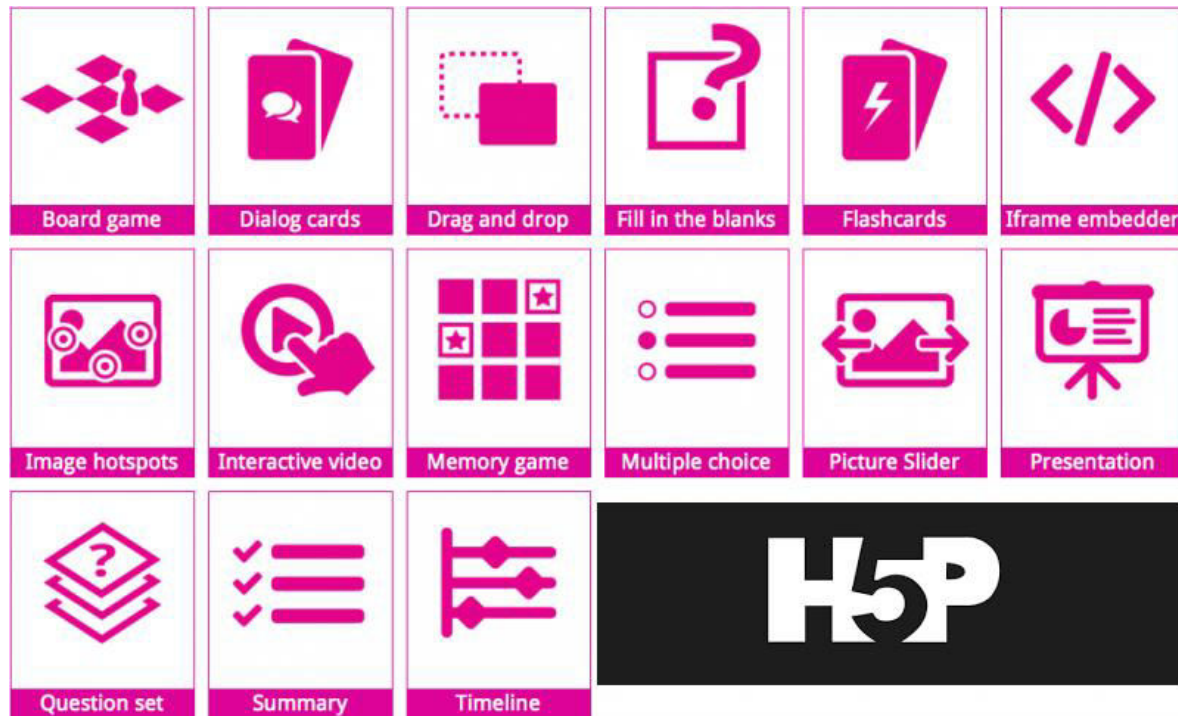 Board game
Dialog cards
Drag and drop
Fill in the blanks
Flashcards
Iframe embedder
Image hotspots
Interactive video
Memory game
Multiple choice
Picture Slider
Presentation
?
Question set
Summary
Timeline
H5P